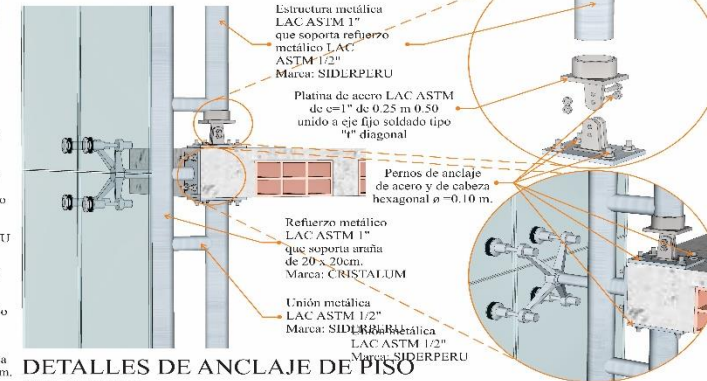 Estructura metálica
LAC ASTM 1"
que soporta refuerzo
metálico LAC
ASTM 1/2"
Marca: SIDERPERU
Platina de acero LAC ASTM
de e=1" de 0.25 m 0.50
unido a eje fijo soldado tipo
"t" diagonal
Pernos de anclaje
de acero y de cabeza
hexagonal ø =0.10 m.
Refuerzo metálico
LAC ASTM 1"
que soporta araña
de 20 x 20cm.
Marca: CRISTALUM
Unión metálica
LAC ASTM 1/2"
Marca: SIDERPERU
Unión metálica
LAC ASTM 1/2"
Marca: SIDERPERU
o
U
o
a
m.
DETALLES DE ANCLAJE DE PISO